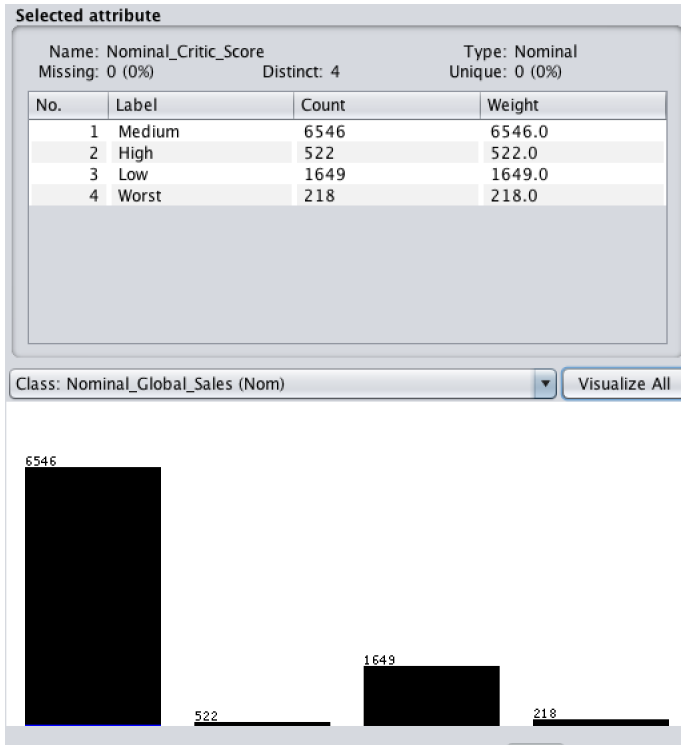 Selected attribute
Name: Nominal_Critic_Score Type: Nominal
Missing: 0 (0%) Distinct: 4 Unique: 0 (0%)
No. Label Count Weight
1 Medium 6546 6546.0
2 High 522 522.0
3 Low 1649 1649.0
4 Worst 218 218.0
Class: Nominal_Global_Sales (Nom) Visualize All
6546
1649
522
218